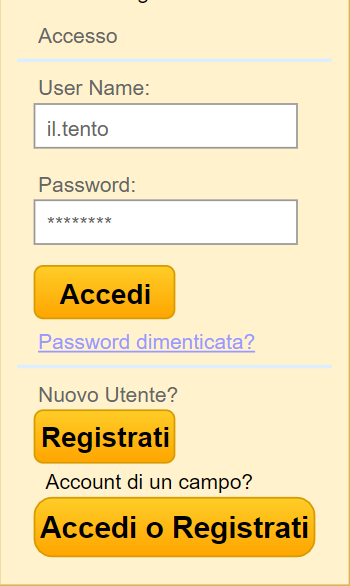 Accesso
User Name:
il.tento
Password:
********
Accedi
Password dimenticata?
Nuovo Utente?
Registrati
Account di un campo?
Accedi o Registrati